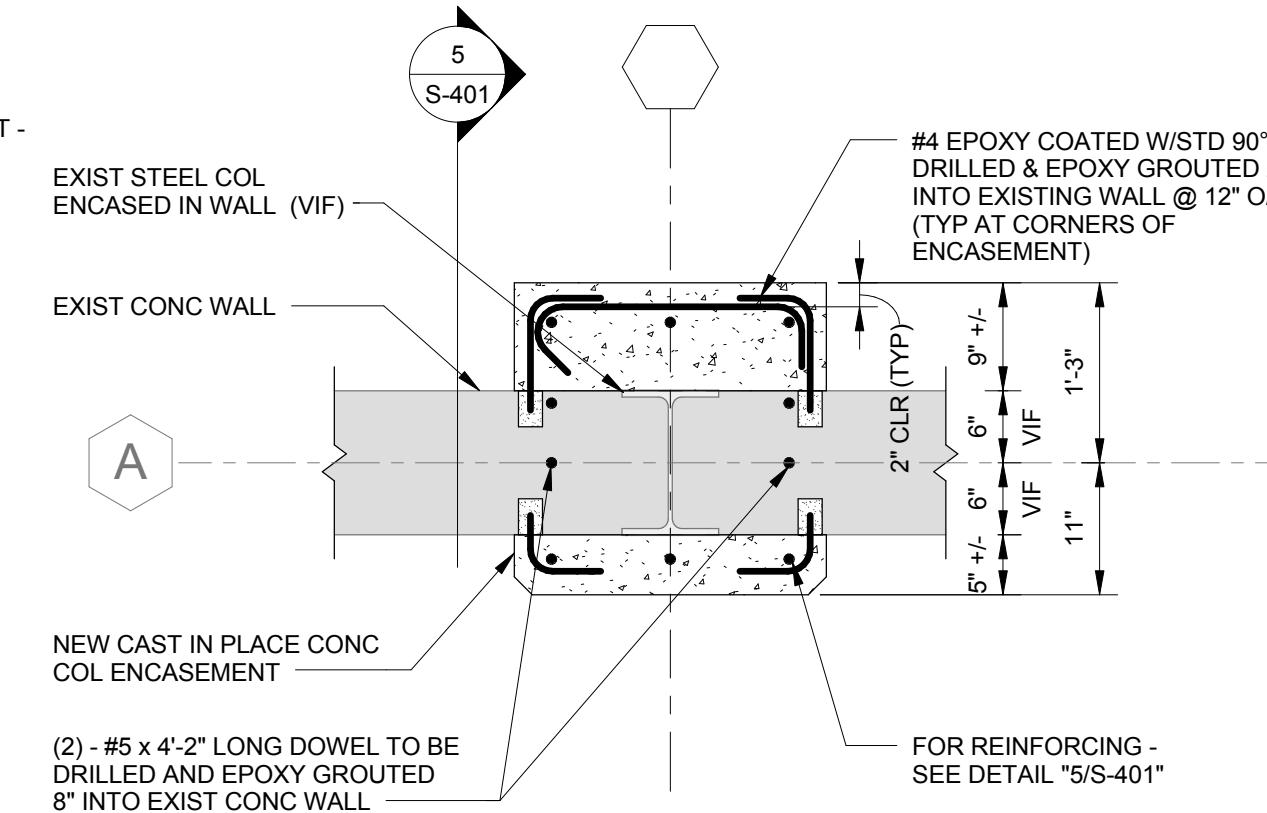 5
S-401
T -
EXIST STEEL COL
ENCASED IN WALL (VIF)
EXIST CONC WALL
#4 EPOXY COATED W/STD 90°
DRILLED & EPOXY GROUTED
INTO EXISTING WALL @ 12" O
(TYP AT CORNERS OF
ENCASEMENT)
2" CLR (TYP)
9" +/-
1'-3"
6"
VIF
A
6"
VIF
11"
5" +/-
NEW CAST IN PLACE CONC
COL ENCASEMENT
(2) - #5 x 4'-2" LONG DOWEL TO BE
DRILLED AND EPOXY GROUTED
8" INTO EXIST CONC WALL
FOR REINFORCING -
SEE DETAIL "5/S-401"